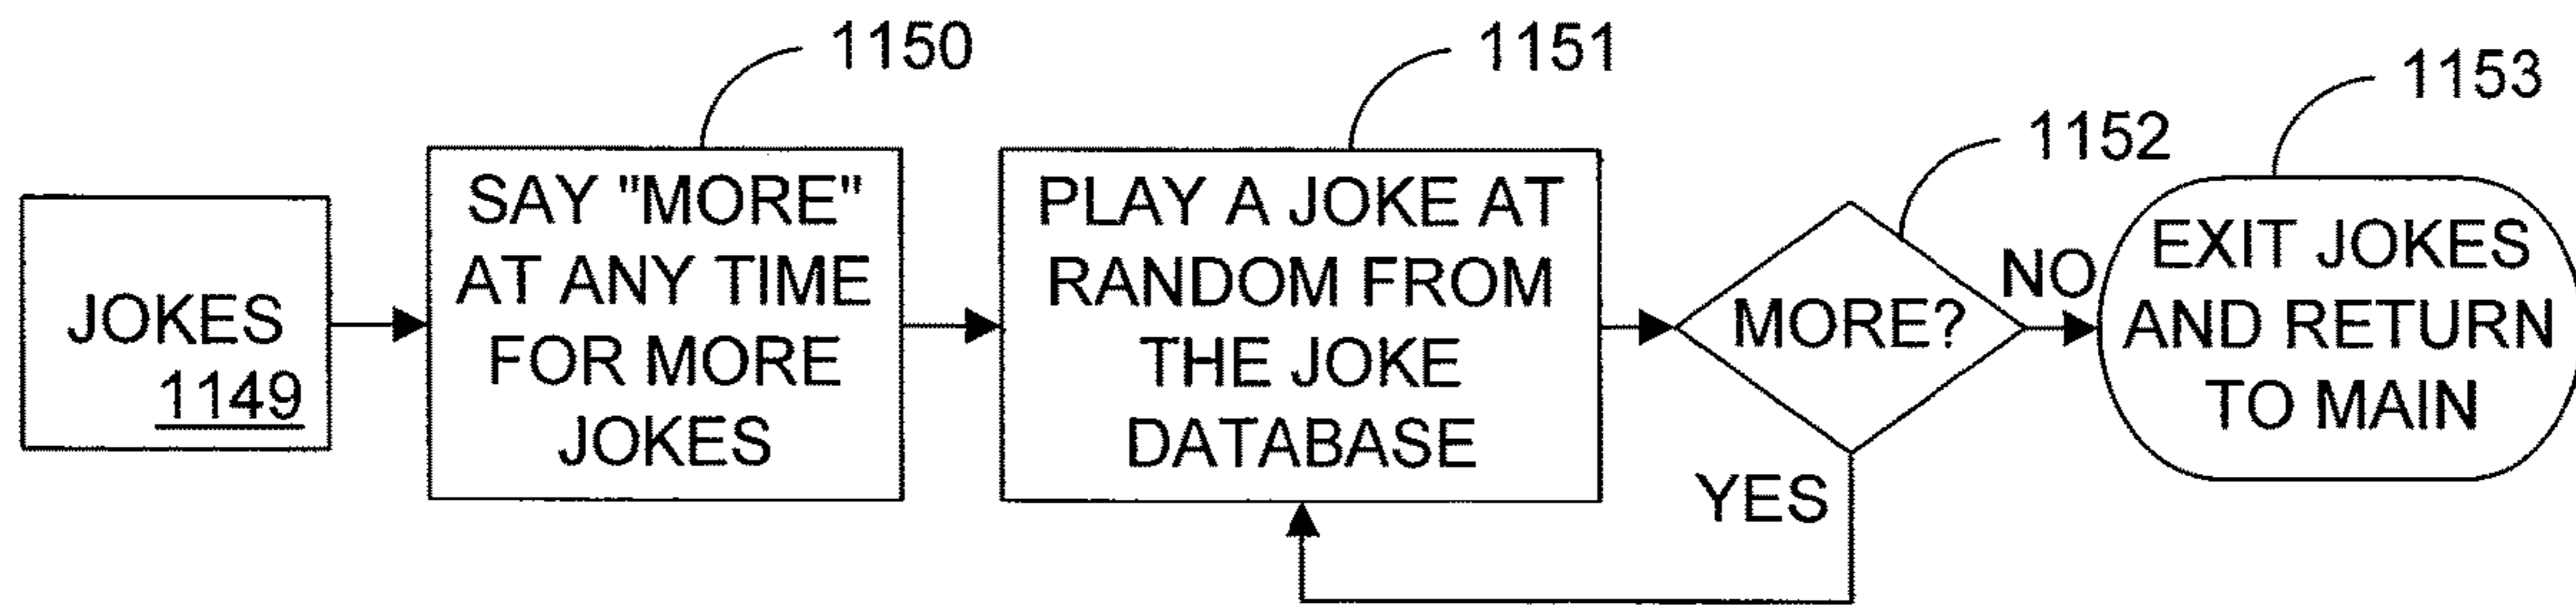 1150
1151
1153
1152
JOKES
1149
SAY "MORE"
AT ANY TIME
FOR MORE
JOKES
PLAY A JOKE AT
RANDOM FROM
THE JOKE
DATABASE
MORE?
NO
YES
EXIT JOKES
AND RETURN
TO MAIN